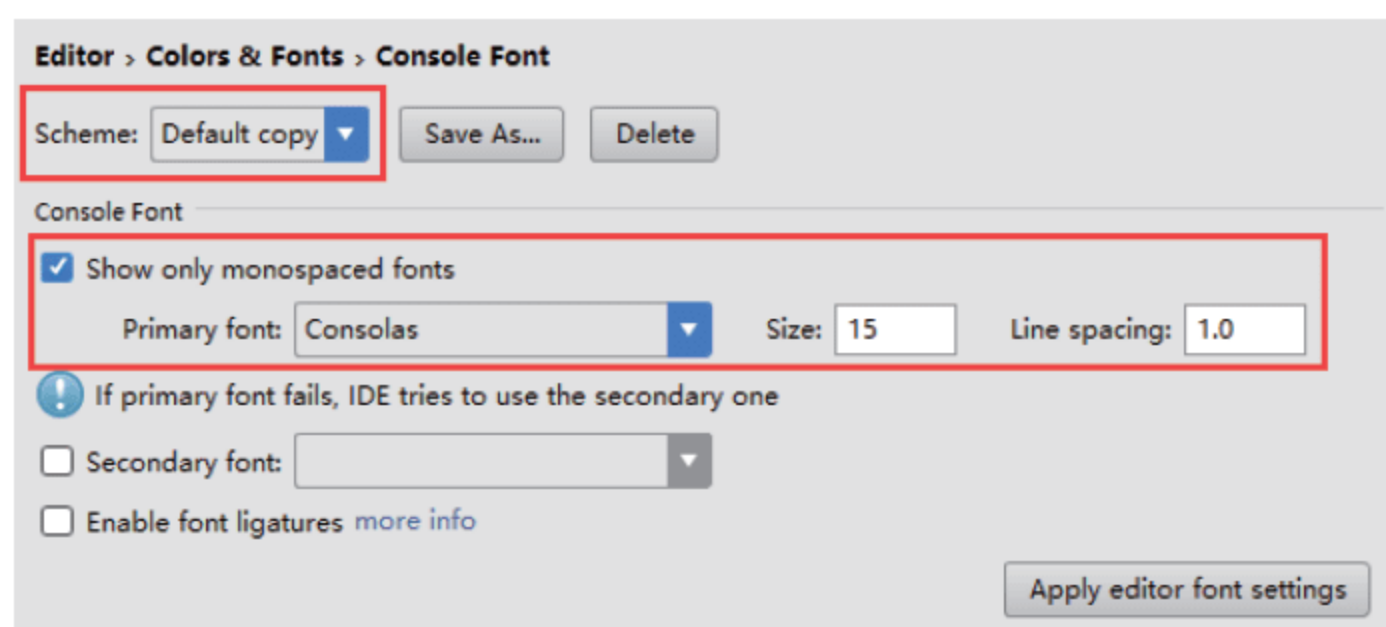 Editor › Colors & Fonts › Console Font
Scheme: Default copy Save As... Delete
Console Font
Show only monospaced fonts
Primary font: Consolas Size: 15 Line spacing: 1.0
If primary font fails, IDE tries to use the secondary one
Secondary font:
Enable font ligatures more info
Apply editor font settings